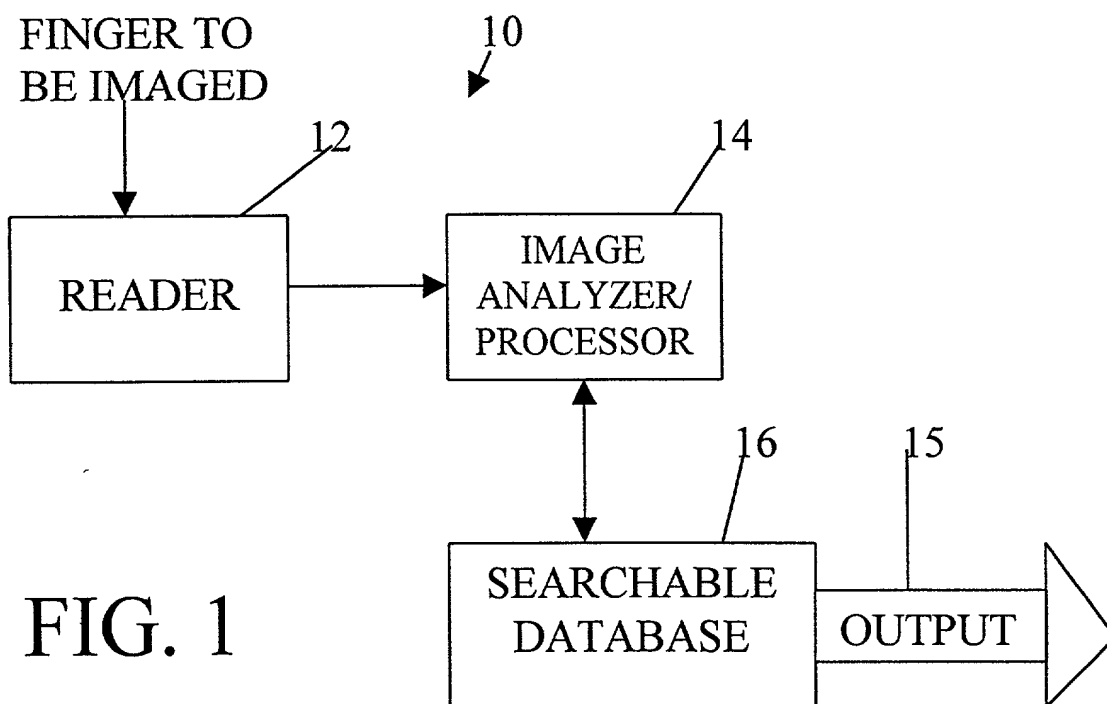 FINGER TO
BE IMAGED
10
12
14
READER
IMAGE
ANALYZER/
PROCESSOR
16
15
SEARCHABLE
DATABASE
OUTPUT
FIG. 1